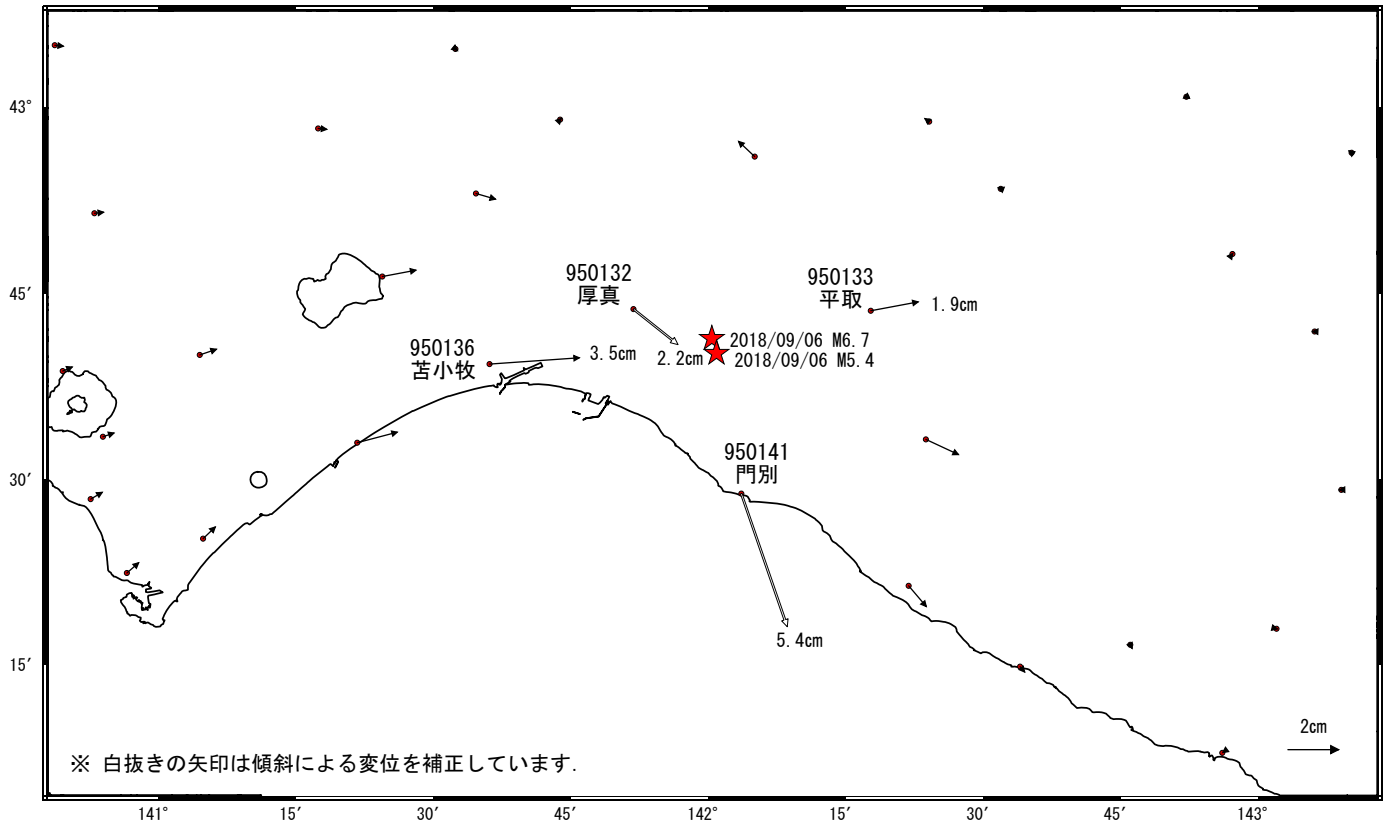 43°
45′
30′
15′
950132
厚真
950133
平取
1.9cm
950136
苫小牧
3.5cm
2.2cm
2018/09/06 M6.7
2018/09/06 M5.4
950141
門別
5.4cm
2cm
※ 白抜きの矢印は傾斜による変位を補正しています.
141°
15′
30′
45′
142°
15′
30′
45′
143°